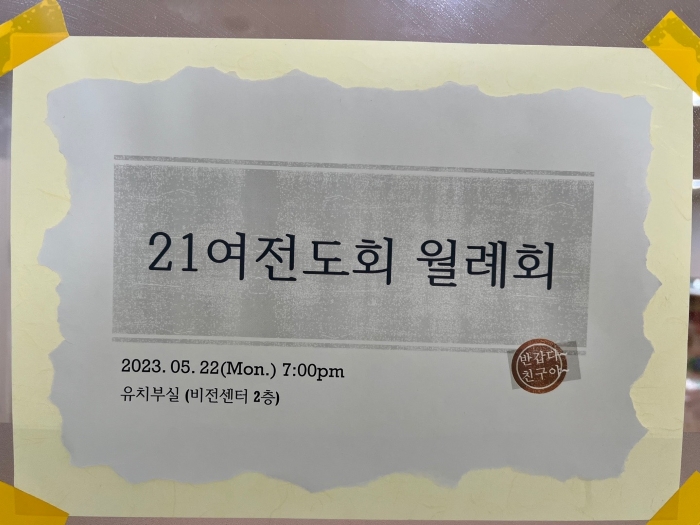 21여전도회 월례회
2023. 05. 22(Mon.) 7:00pm
유치부실 (비전센터 2층)
반갑다~
친구야~